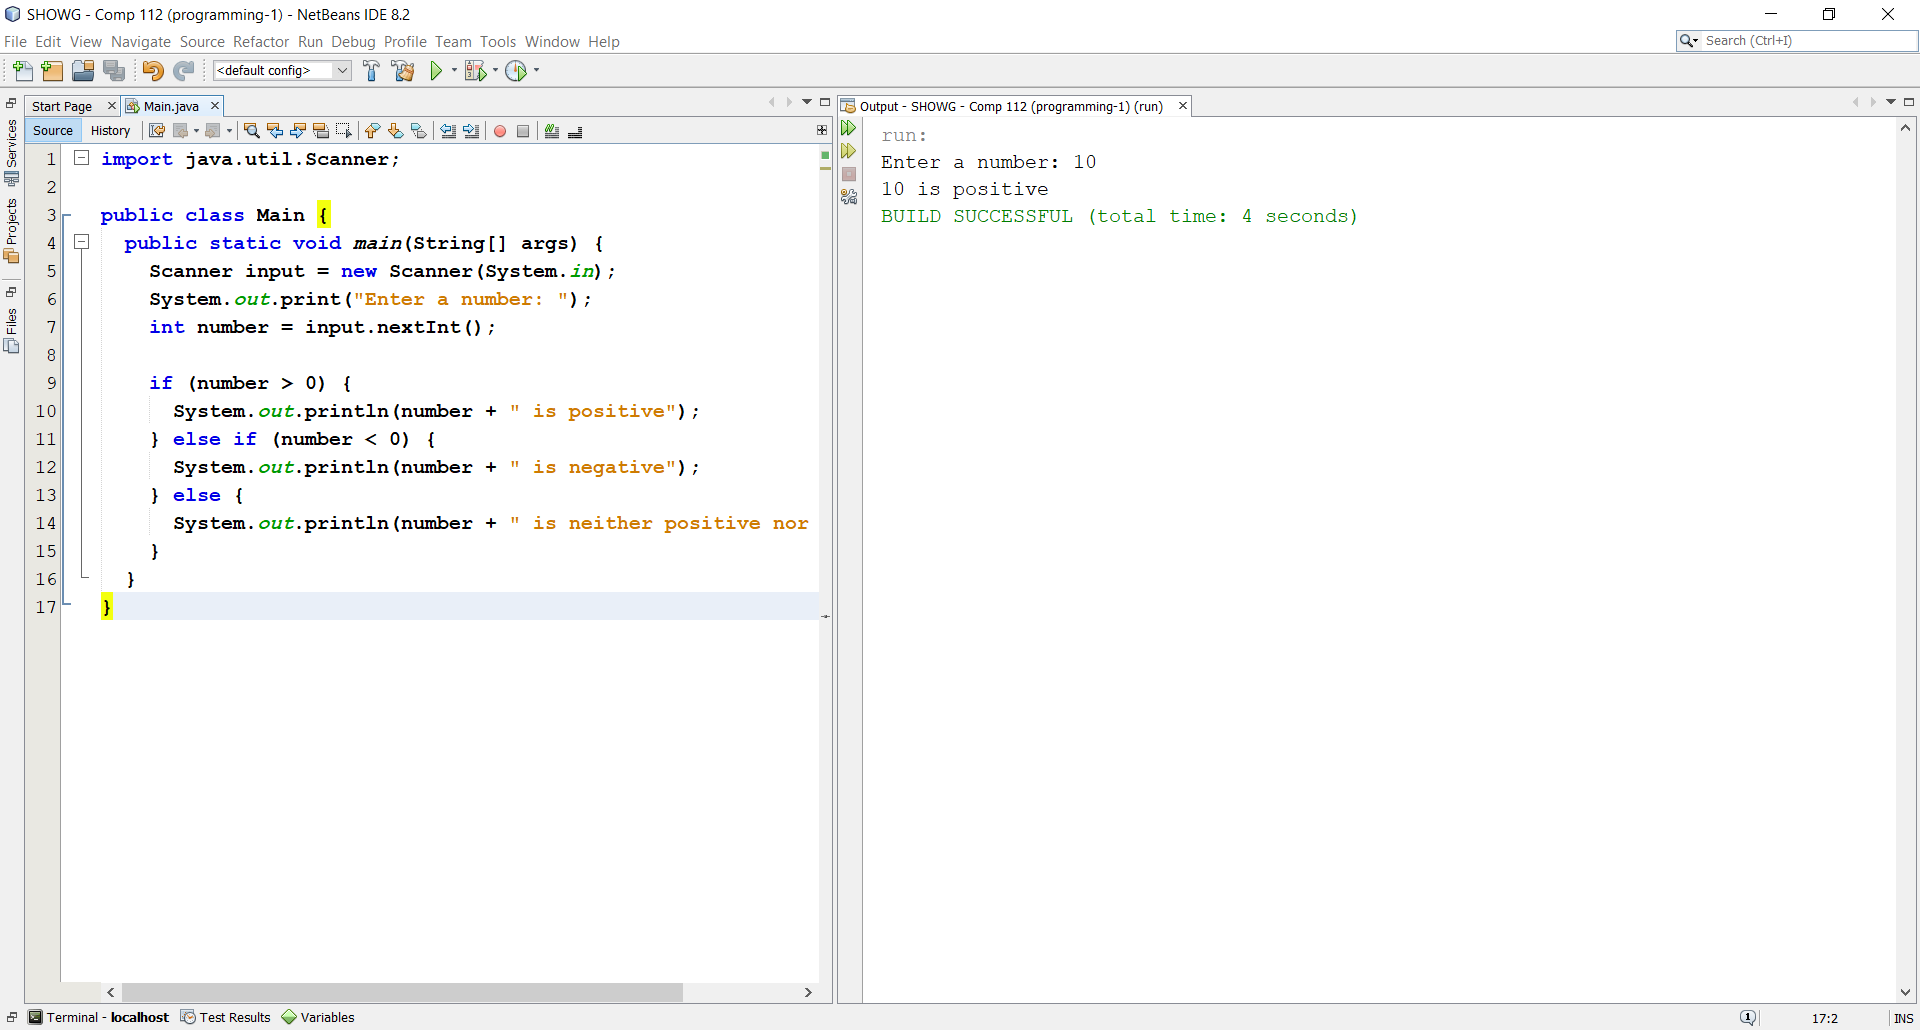 SHOWG - Comp 112 (programming-1) - NetBeans IDE 8.2
File Edit View Navigate Source Refactor Run Debug Profile Team Tools Window Help
Search (Ctrl+I)
<default config>
Services
Projects
Files
Start Page
Main.java
Source History
1 import java.util.Scanner;
2
3 public class Main {
4   public static void main(String[] args) {
5     Scanner input = new Scanner(System.in);
6     System.out.print("Enter a number: ");
7     int number = input.nextInt();
8
9     if (number > 0) {
10       System.out.println(number + " is positive");
11     } else if (number < 0) {
12       System.out.println(number + " is negative");
13     } else {
14       System.out.println(number + " is neither positive nor
15     }
16   }
17 }
Output - SHOWG - Comp 112 (programming-1) (run)
run:
Enter a number: 10
10 is positive
BUILD SUCCESSFUL (total time: 4 seconds)
Terminal - localhost Test Results Variables
1
17:2 INS